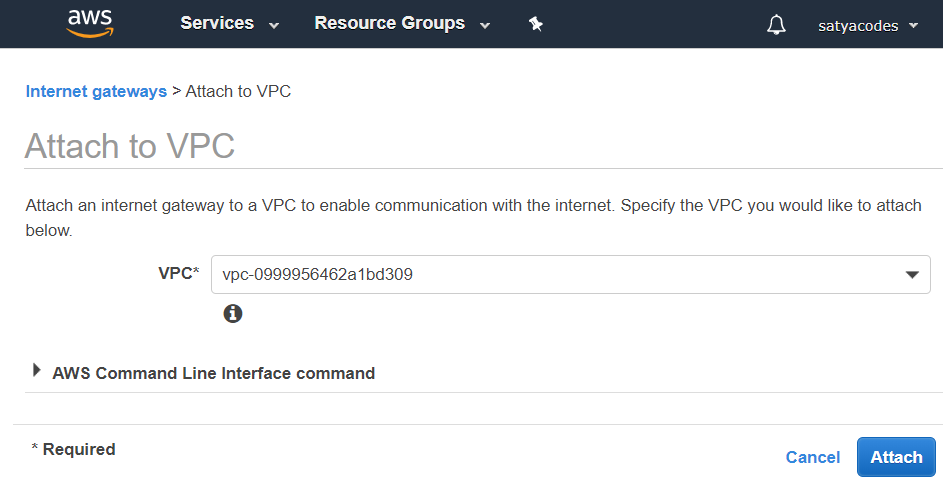 aws Services Resource Groups satyacodes
Internet gateways > Attach to VPC
Attach to VPC
Attach an internet gateway to a VPC to enable communication with the internet. Specify the VPC you would like to attach
below.
VPC* vpc-0999956462a1bd309
AWS Command Line Interface command
* Required
Cancel Attach